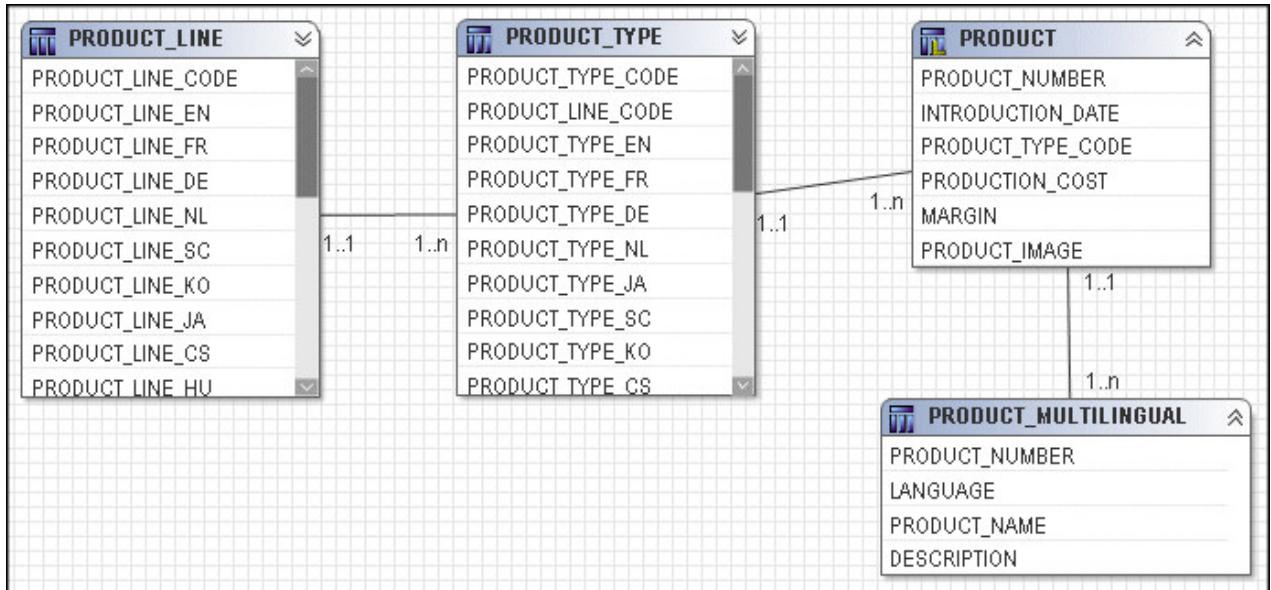 PRODUCT_LINE
PRODUCT_LINE_CODE
PRODUCT_LINE_EN
PRODUCT_LINE_FR
PRODUCT_LINE_DE
PRODUCT_LINE_NL
PRODUCT_LINE_SC
PRODUCT_LINE_KO
PRODUCT_LINE_JA
PRODUCT_LINE_CS
PRODUCT_LINE_HU
1..1
1..n
PRODUCT_TYPE
PRODUCT_TYPE_CODE
PRODUCT_LINE_CODE
PRODUCT_TYPE_EN
PRODUCT_TYPE_FR
PRODUCT_TYPE_DE
PRODUCT_TYPE_NL
PRODUCT_TYPE_JA
PRODUCT_TYPE_SC
PRODUCT_TYPE_KO
PRODUCT_TYPE_CS
1..1
1..n
PRODUCT
PRODUCT_NUMBER
INTRODUCTION_DATE
PRODUCT_TYPE_CODE
PRODUCTION_COST
MARGIN
PRODUCT_IMAGE
1..1
1..n
PRODUCT_MULTILINGUAL
PRODUCT_NUMBER
LANGUAGE
PRODUCT_NAME
DESCRIPTION